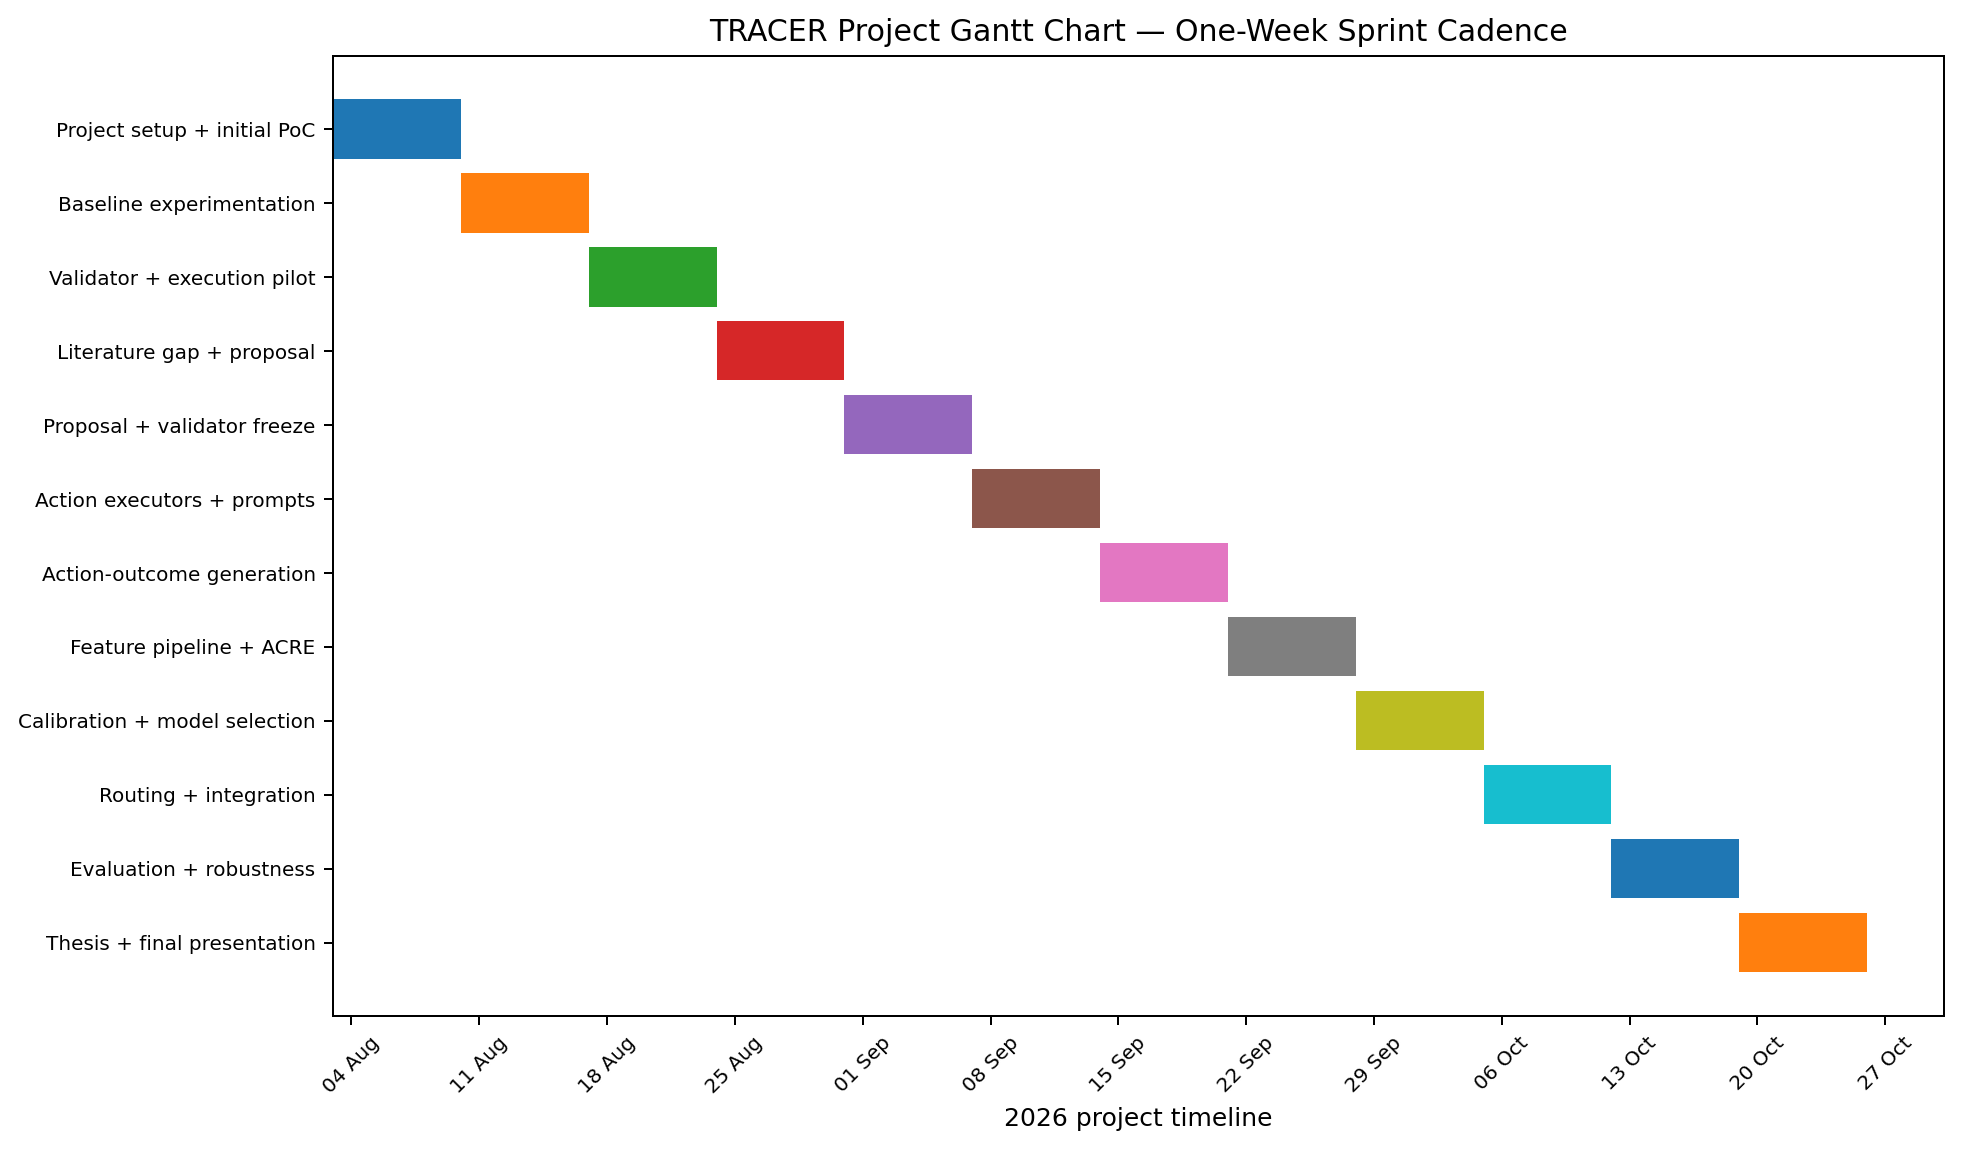 TRACER Project Gantt Chart — One-Week Sprint Cadence
Project setup + initial PoC
Baseline experimentation
Validator + execution pilot
Literature gap + proposal
Proposal + validator freeze
Action executors + prompts
Action-outcome generation
Feature pipeline + ACRE
Calibration + model selection
Routing + integration
Evaluation + robustness
Thesis + final presentation
04 Aug
11 Aug
18 Aug
25 Aug
01 Sep
08 Sep
15 Sep
22 Sep
29 Sep
06 Oct
13 Oct
20 Oct
27 Oct
2026 project timeline